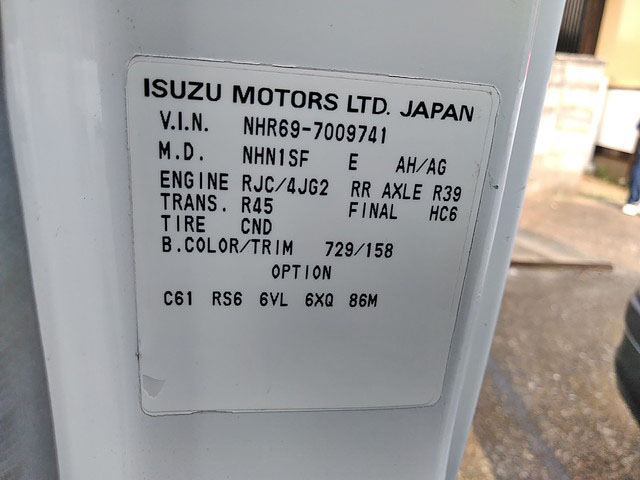 ISUZU MOTORS LTD. JAPAN
V.I.N. NHR69-7009741
M.D. NHN1SF E AH/AG
ENGINE RJC/4JG2 RR AXLE R39
TRANS. R45 FINAL HC6
TIRE CND
B.COLOR/TRIM 729/158
OPTION
C61 RS6 6VL 6XQ 86M